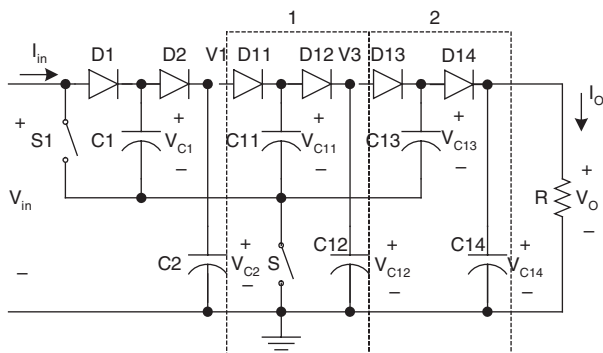 1 2
I_in D1 D2 V1 D11 D12 V3 D13 D14
+ S1 C1 + V_C1 – C11 + V_C11 – C13 + V_C13 – I_O
V_in R + V_O –
– C2 + V_C2 – S C12 + V_C12 – C14 + V_C14 –